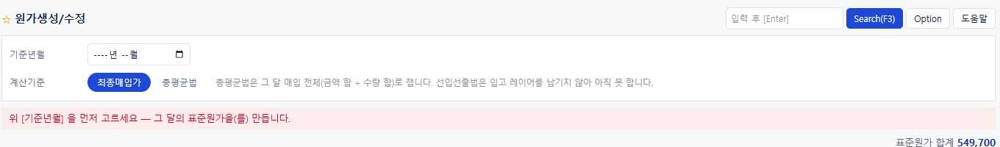 ☆ 원가생성/수정 입력 후 [Enter] Search(F3) Option 도움말
기준년월 ----년 --월
계산기준 최종매입가 총평균법 총평균법은 그 달 매입 전체(금액 합 ÷ 수량 합)로 잽니다. 선입선출법은 입고 레이어를 남기지 않아 아직 못 합니다.
위 [기준년월] 을 먼저 고르세요 — 그 달의 표준원가을(를) 만듭니다.
표준원가 합계 549,700